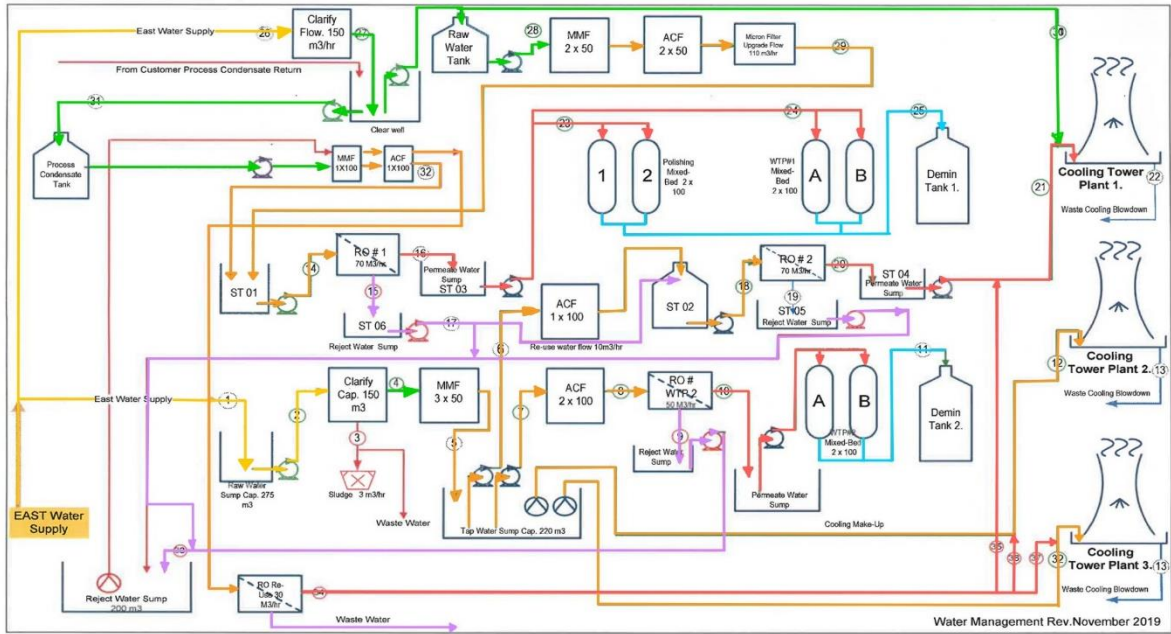 East Water Supply
26
Clarify
Flow. 150
m3/hr
27
From Customer Process Condensate Return
31
Clear well
Process
Condensate
Tank
MMF
1X100
ACF
1X100
32
Raw
Water
Tank
28
MMF
2 x 50
ACF
2 x 50
Micron Filter
Upgrade Flow
110 m3/hr
29
23
24
25
1
2
Polishing
Mixed-
Bed 2 x
100
WTP#1
Mixed-
Bed
2 x 100
A
B
Demin
Tank 1.
21
Cooling Tower
Plant 1.
22
Waste Cooling Blowdown
ST 01
14
RO # 1
70 M3/hr
16
Permeate Water
Sump
ST 03
15
ST 06
Reject Water Sump
17
ACF
1 x 100
Re-use water flow 10m3/hr
6
ST 02
18
RO # 2
70 M3/hr
20
19
ST 05
Reject Water Sump
ST 04
Permeate Water
Sump
12
Cooling
Tower Plant 2.
13
Waste Cooling Blowdown
East Water Supply
1
Raw Water
Sump Cap. 275
m3
2
Clarify
Cap. 150
m3
4
MMF
3 x 50
3
Sludge 3 m3/hr
Waste Water
5
7
Tap Water Sump Cap. 220 m3
ACF
2 x 100
8
RO #
WTP 2
50 M3/hr
10
9
Reject Water
Sump
Permeate Water
Sump
A
B
WTP#2
Mixed-Bed
2 x 100
11
Demin
Tank 2.
Cooling Make-Up
EAST Water
Supply
Reject Water Sump
200 m3
RO Re-
Use 30
M3/hr
Waste Water
35
36
37
32
Cooling
Tower Plant 3.
13
Waste Cooling Blowdown
Water Management Rev.November 2019